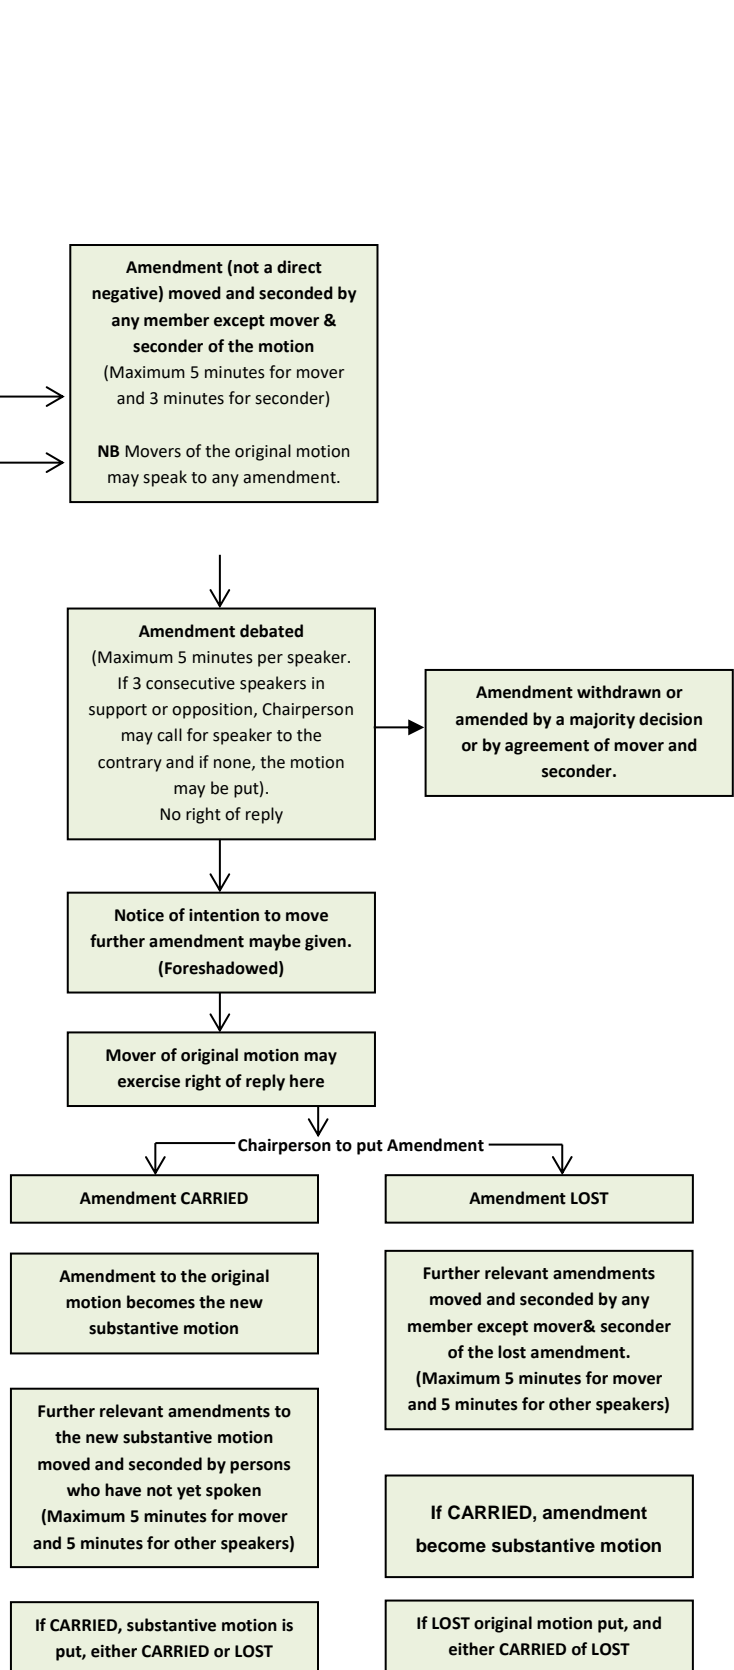 Amendment (not a direct
negative) moved and seconded by
any member except mover &
seconder of the motion
(Maximum 5 minutes for mover
and 3 minutes for seconder)
NB Movers of the original motion
may speak to any amendment.
Amendment debated
(Maximum 5 minutes per speaker.
If 3 consecutive speakers in
support or opposition, Chairperson
may call for speaker to the
contrary and if none, the motion
may be put).
No right of reply
Amendment withdrawn or
amended by a majority decision
or by agreement of mover and
seconder.
Notice of intention to move
further amendment maybe given.
(Foreshadowed)
Mover of original motion may
exercise right of reply here
Chairperson to put Amendment
Amendment CARRIED
Amendment to the original
motion becomes the new
substantive motion
Further relevant amendments to
the new substantive motion
moved and seconded by persons
who have not yet spoken
(Maximum 5 minutes for mover
and 5 minutes for other speakers)
If CARRIED, substantive motion is
put, either CARRIED or LOST
Amendment LOST
Further relevant amendments
moved and seconded by any
member except mover& seconder
of the lost amendment.
(Maximum 5 minutes for mover
and 5 minutes for other speakers)
If CARRIED, amendment
become substantive motion
If LOST original motion put, and
either CARRIED of LOST